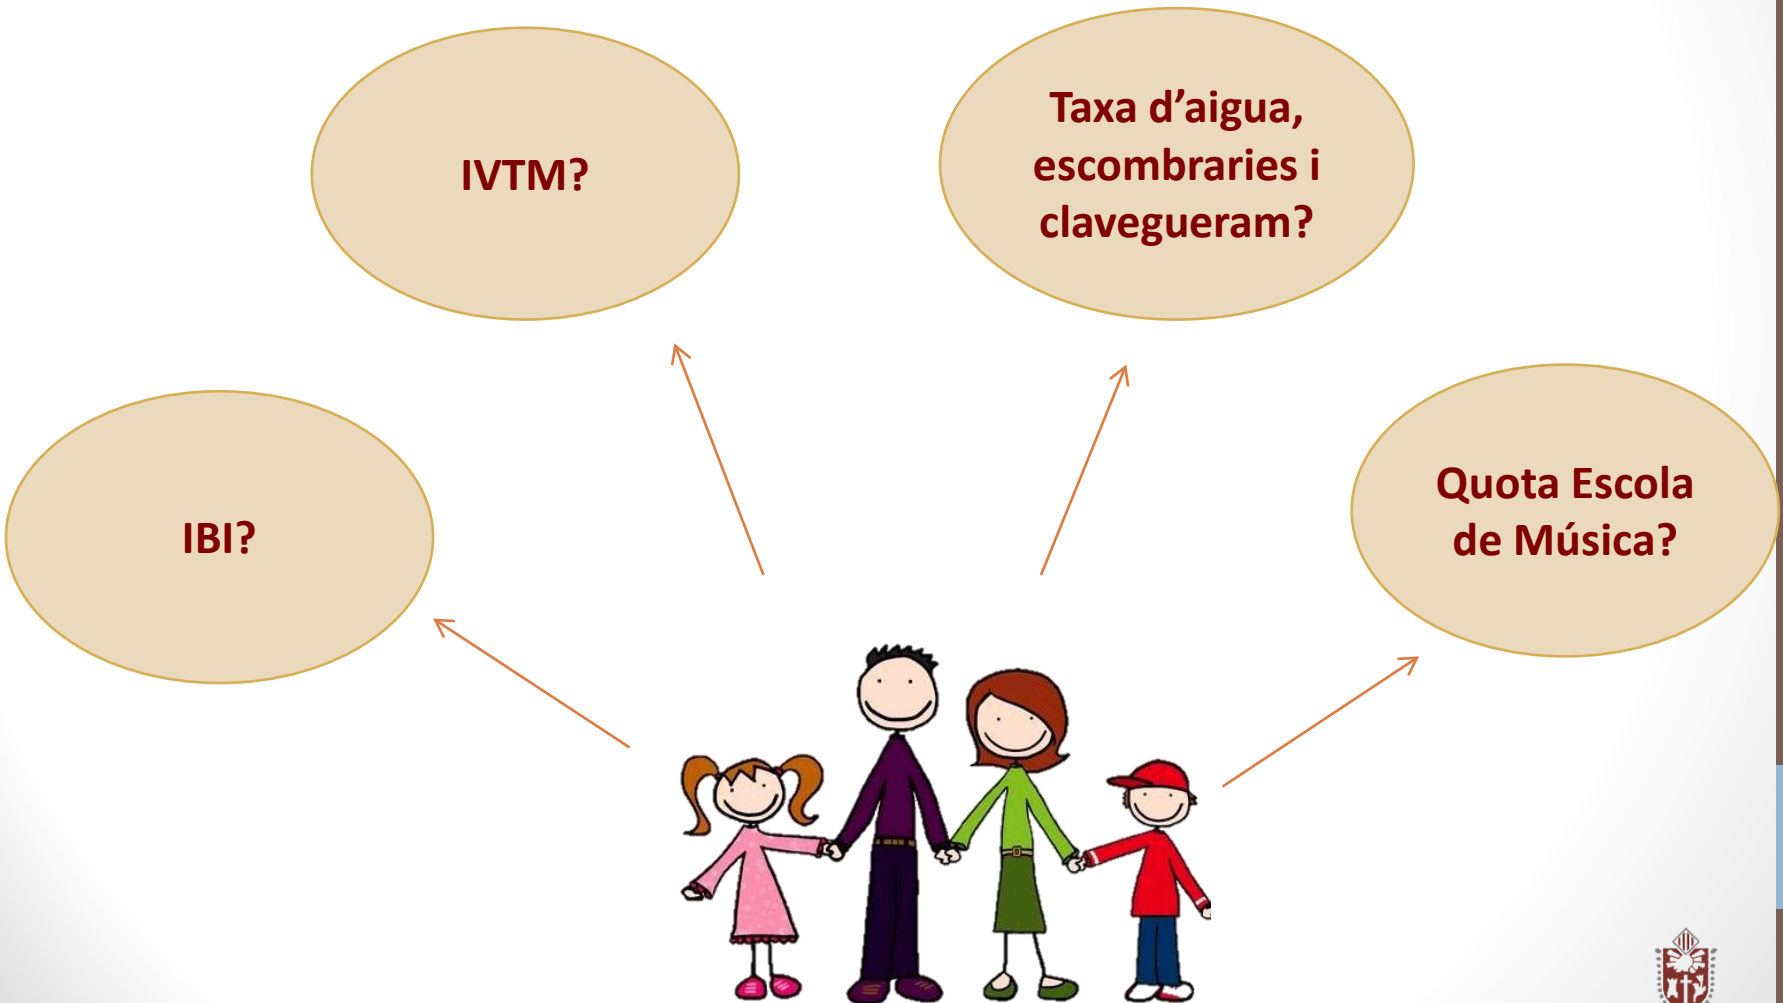 IVTM?
Taxa d’aigua,
escombraries i
clavegueram?
IBI?
Quota Escola
de Música?